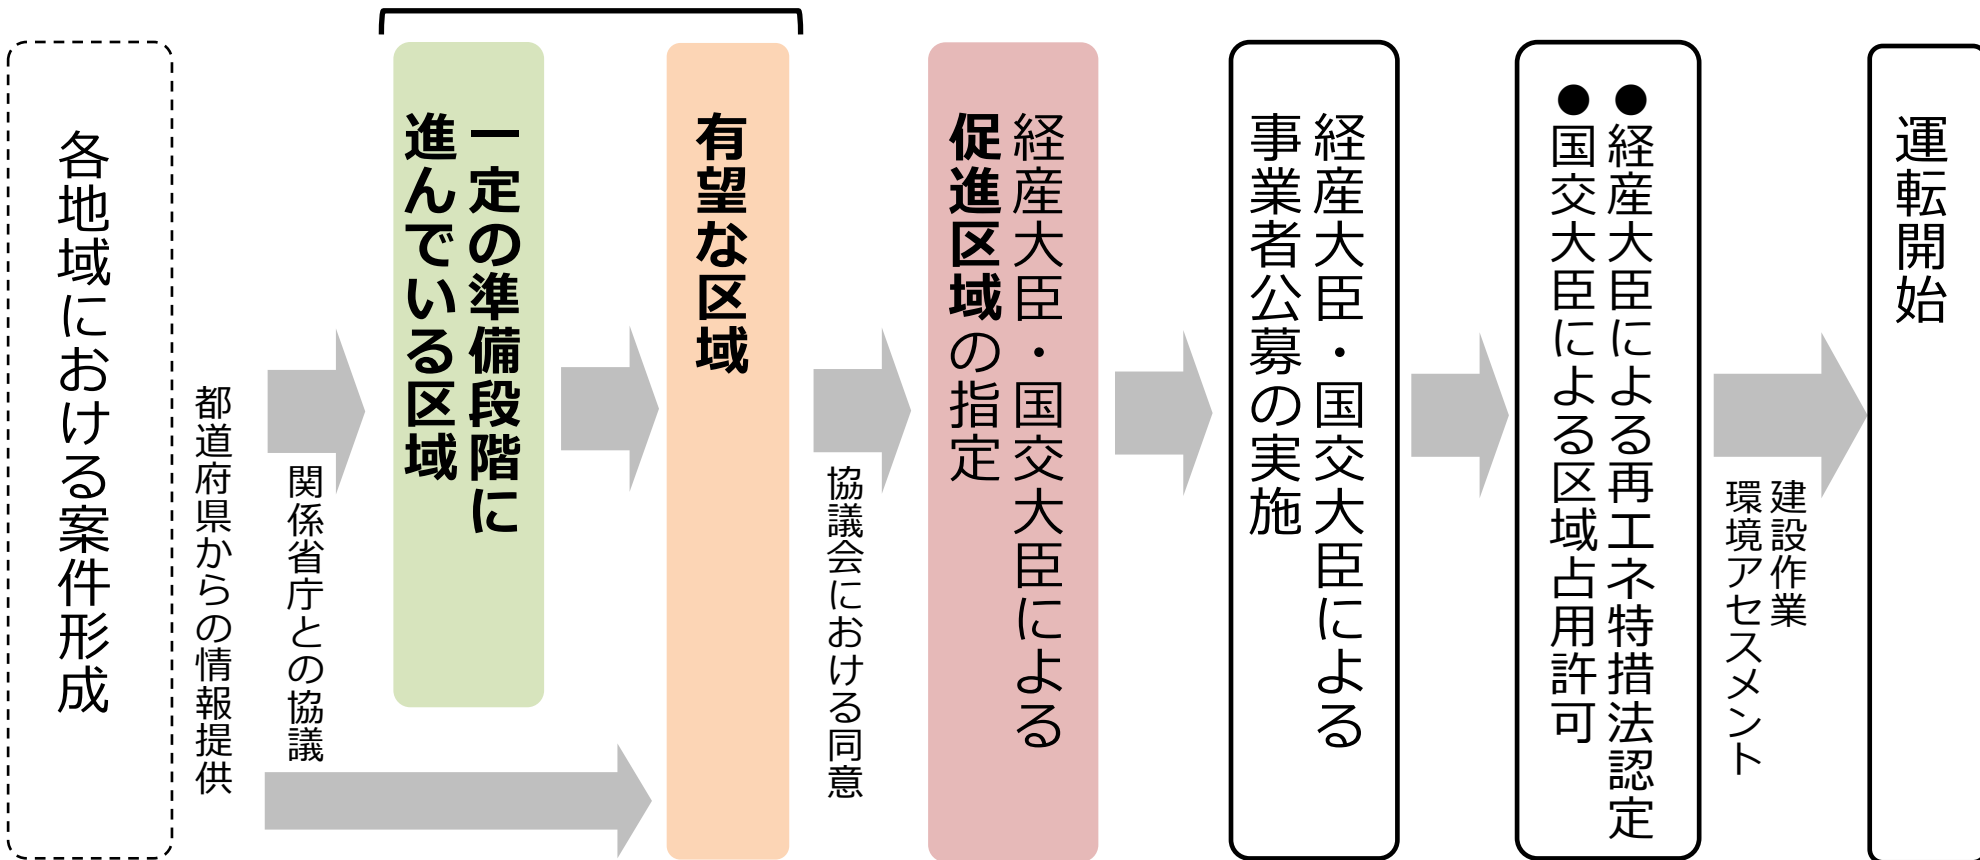 各地域における案件形成
都道府県からの情報提供
関係省庁との協議
一定の準備段階に
進んでいる区域
有望な区域
協議会における同意
経産大臣・国交大臣による
促進区域の指定
経産大臣・国交大臣による
事業者公募の実施
●経産大臣による再エネ特措法認定
●国交大臣による区域占用許可
建設作業
環境アセスメント
運転開始